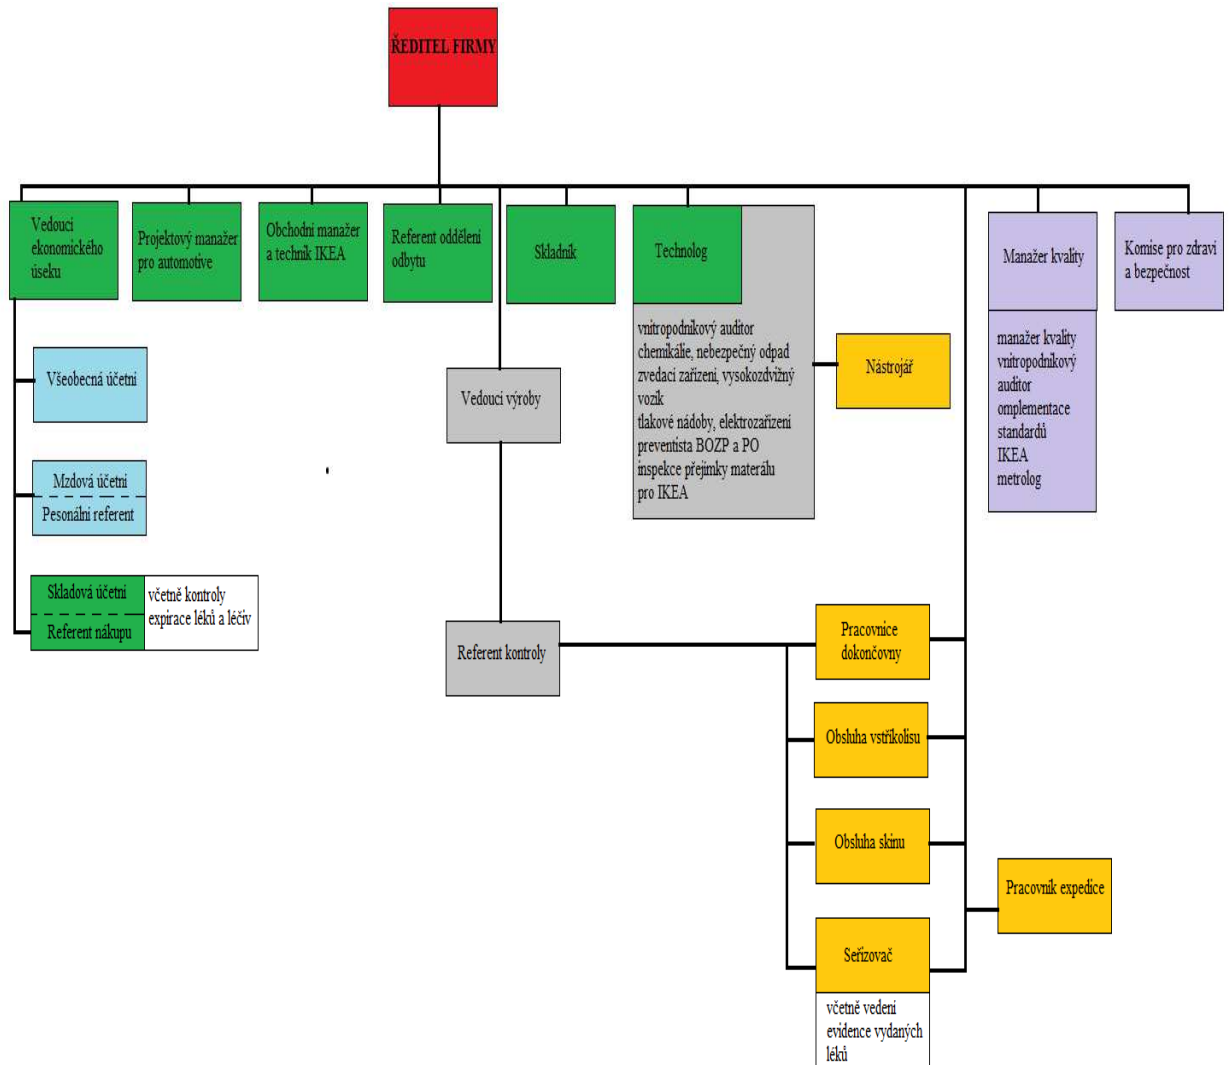 ŘEDITEL FIRMY
Vedoucí
ekonomického
úseku
Projektový manažer
pro automotive
Obchodní manažer
a technik IKEA
Referent oddělení
odbytu
Skladník
Technolog
Manažer kvality
Komise pro zdraví
a bezpečnost
vnitropodnikový auditor
chemikálie, nebezpečný odpad
zvedací zařízení, vysokozdvižný
vozík
tlakové nádoby, elektrozařízení
preventista BOZP a PO
inspekce přejímky materálu
pro IKEA
Nástrojář
manažer kvality
vnitropodnikový
auditor
omplementace
standardů
IKEA
metrolog
Všeobecná účetní
Vedoucí výroby
Mzdová účetní
Pesonální referent
Skladová účetní
Referent nákupu
včetně kontroly
expirace léků a léčiv
Referent kontroly
Pracovnice
dokončovny
Obsluha vstřikolisu
Obsluha skinu
Pracovník expedice
Seřizovač
včetně vedení
evidence vydaných
léků